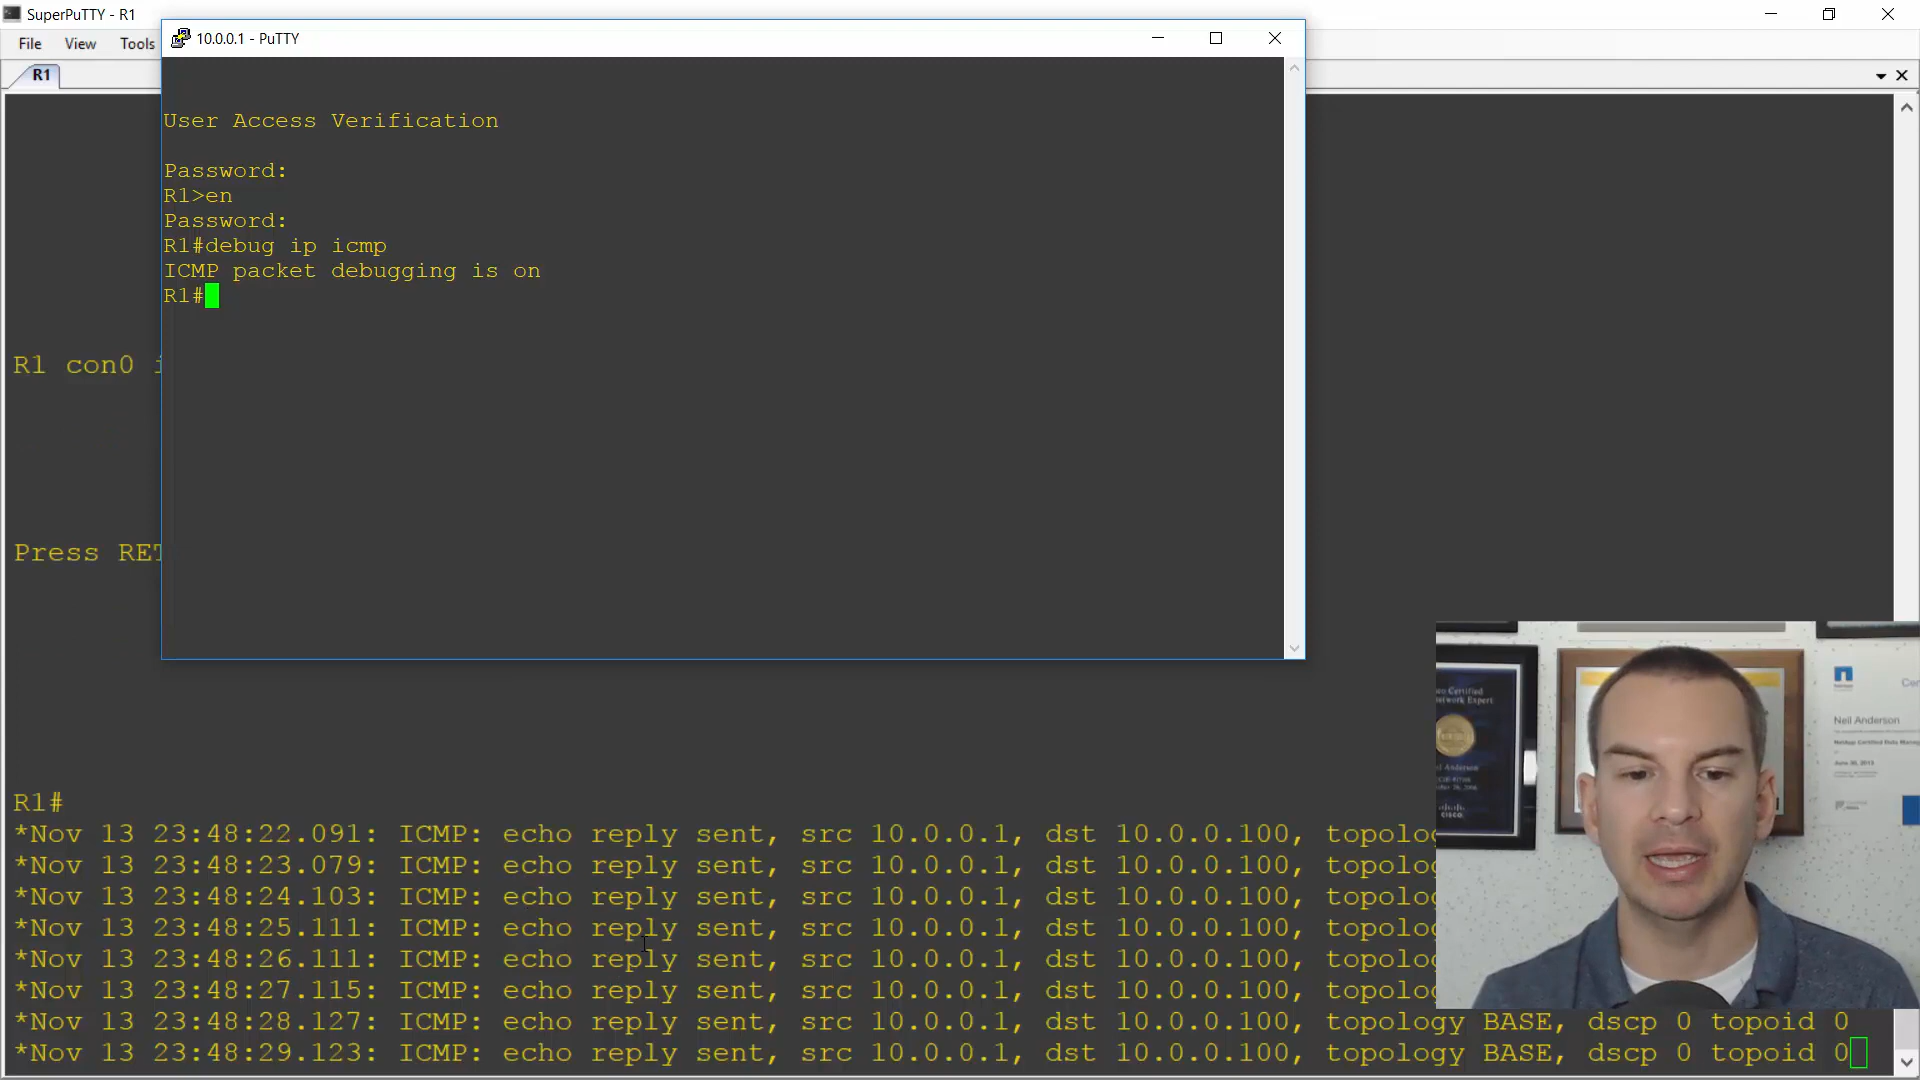 SuperPuTTY - R1
File View Tools
R1
10.0.0.1 - PuTTY
User Access Verification
Password:
R1>en
Password:
R1#debug ip icmp
ICMP packet debugging is on
R1#
R1 con0 i
Press RET
R1#
*Nov 13 23:48:22.091: ICMP: echo reply sent, src 10.0.0.1, dst 10.0.0.100, topolog
*Nov 13 23:48:23.079: ICMP: echo reply sent, src 10.0.0.1, dst 10.0.0.100, topolog
*Nov 13 23:48:24.103: ICMP: echo reply sent, src 10.0.0.1, dst 10.0.0.100, topolog
*Nov 13 23:48:25.111: ICMP: echo reply sent, src 10.0.0.1, dst 10.0.0.100, topolog
*Nov 13 23:48:26.111: ICMP: echo reply sent, src 10.0.0.1, dst 10.0.0.100, topolog
*Nov 13 23:48:27.115: ICMP: echo reply sent, src 10.0.0.1, dst 10.0.0.100, topolog
*Nov 13 23:48:28.127: ICMP: echo reply sent, src 10.0.0.1, dst 10.0.0.100, topology BASE, dscp 0 topoid 0
*Nov 13 23:48:29.123: ICMP: echo reply sent, src 10.0.0.1, dst 10.0.0.100, topology BASE, dscp 0 topoid 0
Certified
Neil Anderson